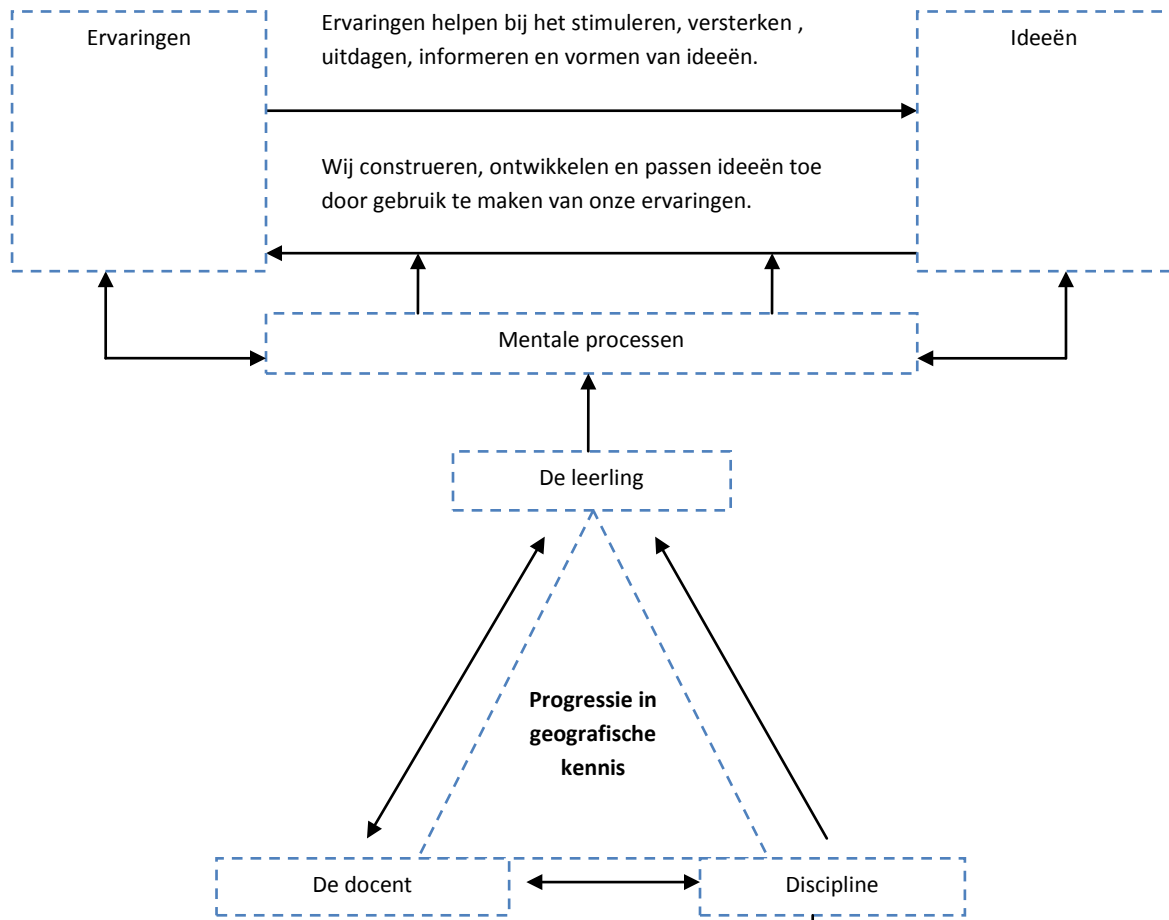 Ervaringen
Ervaringen helpen bij het stimuleren, versterken ,
uitdagen, informeren en vormen van ideeën.
Ideeën
Wij construeren, ontwikkelen en passen ideeën toe
door gebruik te maken van onze ervaringen.
Mentale processen
De leerling
Progressie in
geografische
kennis
De docent
Discipline